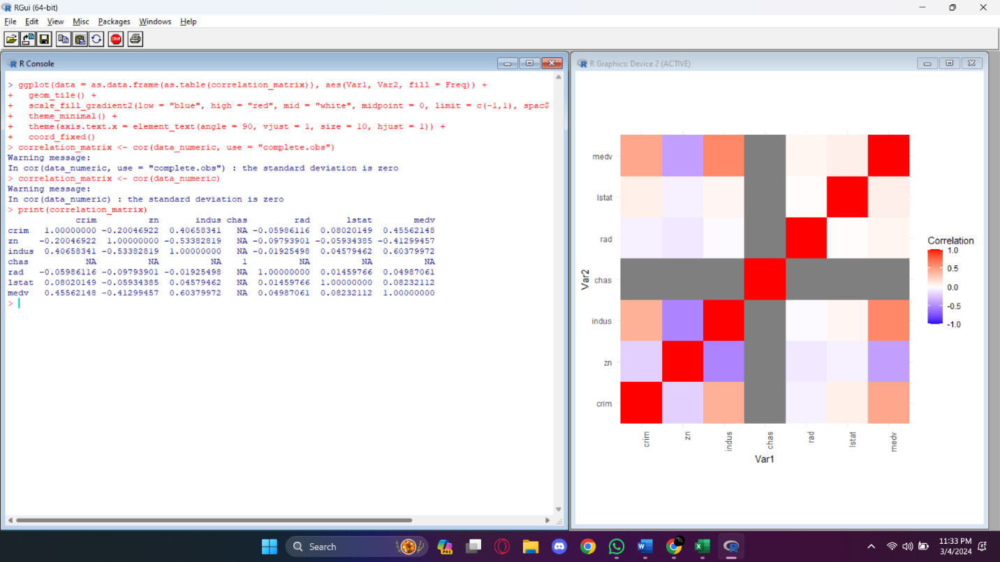 RGui (64-bit)
File Edit View Misc Packages Windows Help
STOP
R Console
> ggplot(data = as.data.frame(as.table(correlation_matrix)), aes(Var1, Var2, fill = Freq)) +
+   geom_tile() +
+   scale_fill_gradient2(low = "blue", high = "red", mid = "white", midpoint = 0, limit = c(-1,1), spac$
+   theme_minimal() +
+   theme(axis.text.x = element_text(angle = 90, vjust = 1, size = 10, hjust = 1)) +
+   coord_fixed()
> correlation_matrix <- cor(data_numeric, use = "complete.obs")
Warning message:
In cor(data_numeric, use = "complete.obs") : the standard deviation is zero
> correlation_matrix <- cor(data_numeric)
Warning message:
In cor(data_numeric) : the standard deviation is zero
> print(correlation_matrix)
crim zn indus chas rad lstat medv
crim 1.00000000 -0.20046922 0.40658341 NA -0.05986116 0.08020149 0.45562148
zn -0.20046922 1.00000000 -0.53382819 NA -0.09793901 -0.05934385 -0.41299457
indus 0.40658341 -0.53382819 1.00000000 NA -0.01925498 0.04579462 0.60379972
chas NA NA NA 1 NA NA NA
rad -0.05986116 -0.09793901 -0.01925498 NA 1.00000000 0.01459766 0.04987061
lstat 0.08020149 -0.05934385 0.04579462 NA 0.01459766 1.00000000 0.08232112
medv 0.45562148 -0.41299457 0.60379972 NA 0.04987061 0.08232112 1.00000000
>
R Graphics: Device 2 (ACTIVE)
medv
lstat
rad
chas
indus
zn
crim
Var2
crim zn indus chas rad lstat medv
Var1
Correlation
1.0
0.5
0.0
-0.5
-1.0
Search
PRE
11:33 PM
3/4/2024